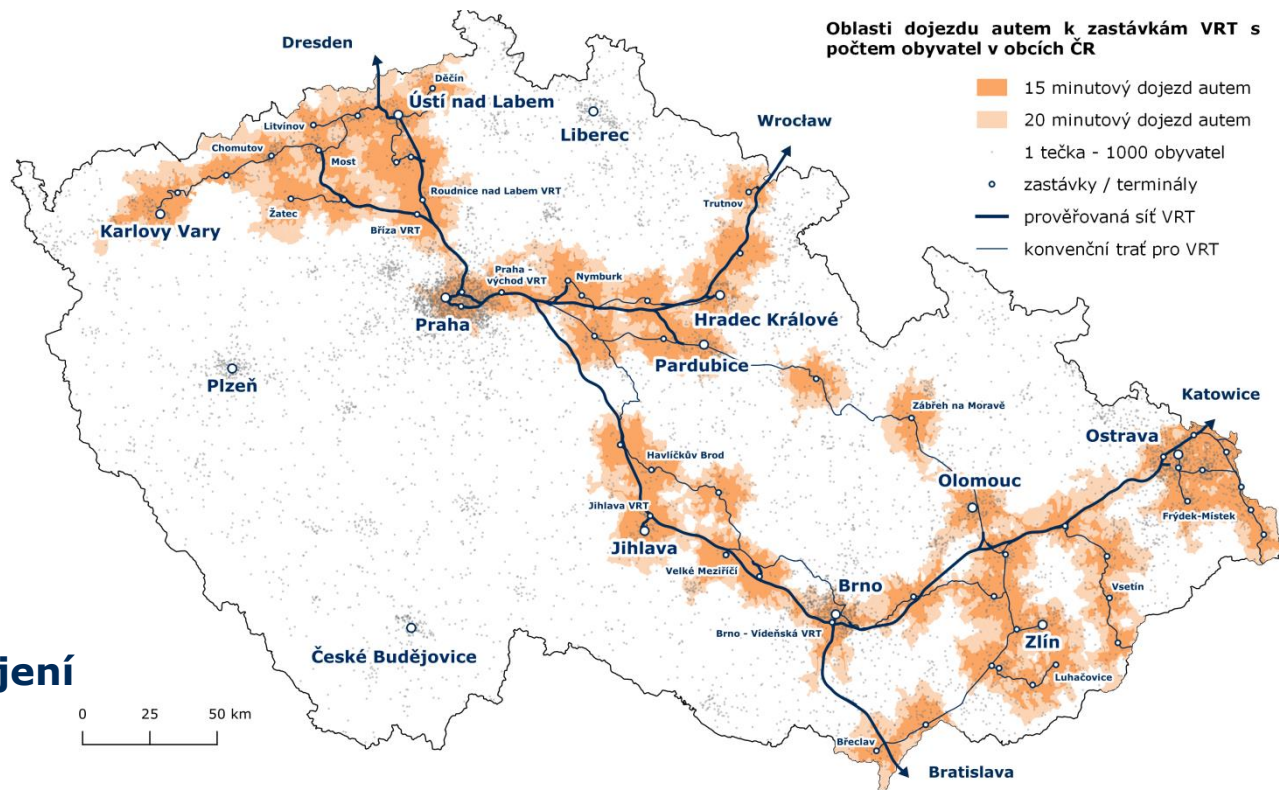 Oblasti dojezdu autem k zastávkám VRT s
počtem obyvatel v obcích ČR
15 minutový dojezd autem
20 minutový dojezd autem
1 tečka - 1000 obyvatel
zastávky / terminály
prověřovaná síť VRT
konvenční trať pro VRT
Dresden
Děčín
Ústí nad Labem
Litvínov
Liberec
Wrocław
Chomutov
Most
Roudnice nad Labem VRT
Trutnov
Žatec
Karlovy Vary
Bříza VRT
Praha -
východ VRT
Nymburk
Praha
Hradec Králové
Pardubice
Plzeň
Katowice
Zábřeh na Moravě
Ostrava
Havlíčkův Brod
Olomouc
Jihlava VRT
Frýdek-Místek
Jihlava
Velké Meziříčí
Brno
Vsetín
Brno - Vídeňská VRT
Zlín
České Budějovice
Luhačovice
jení
0 25 50 km
Břeclav
Bratislava